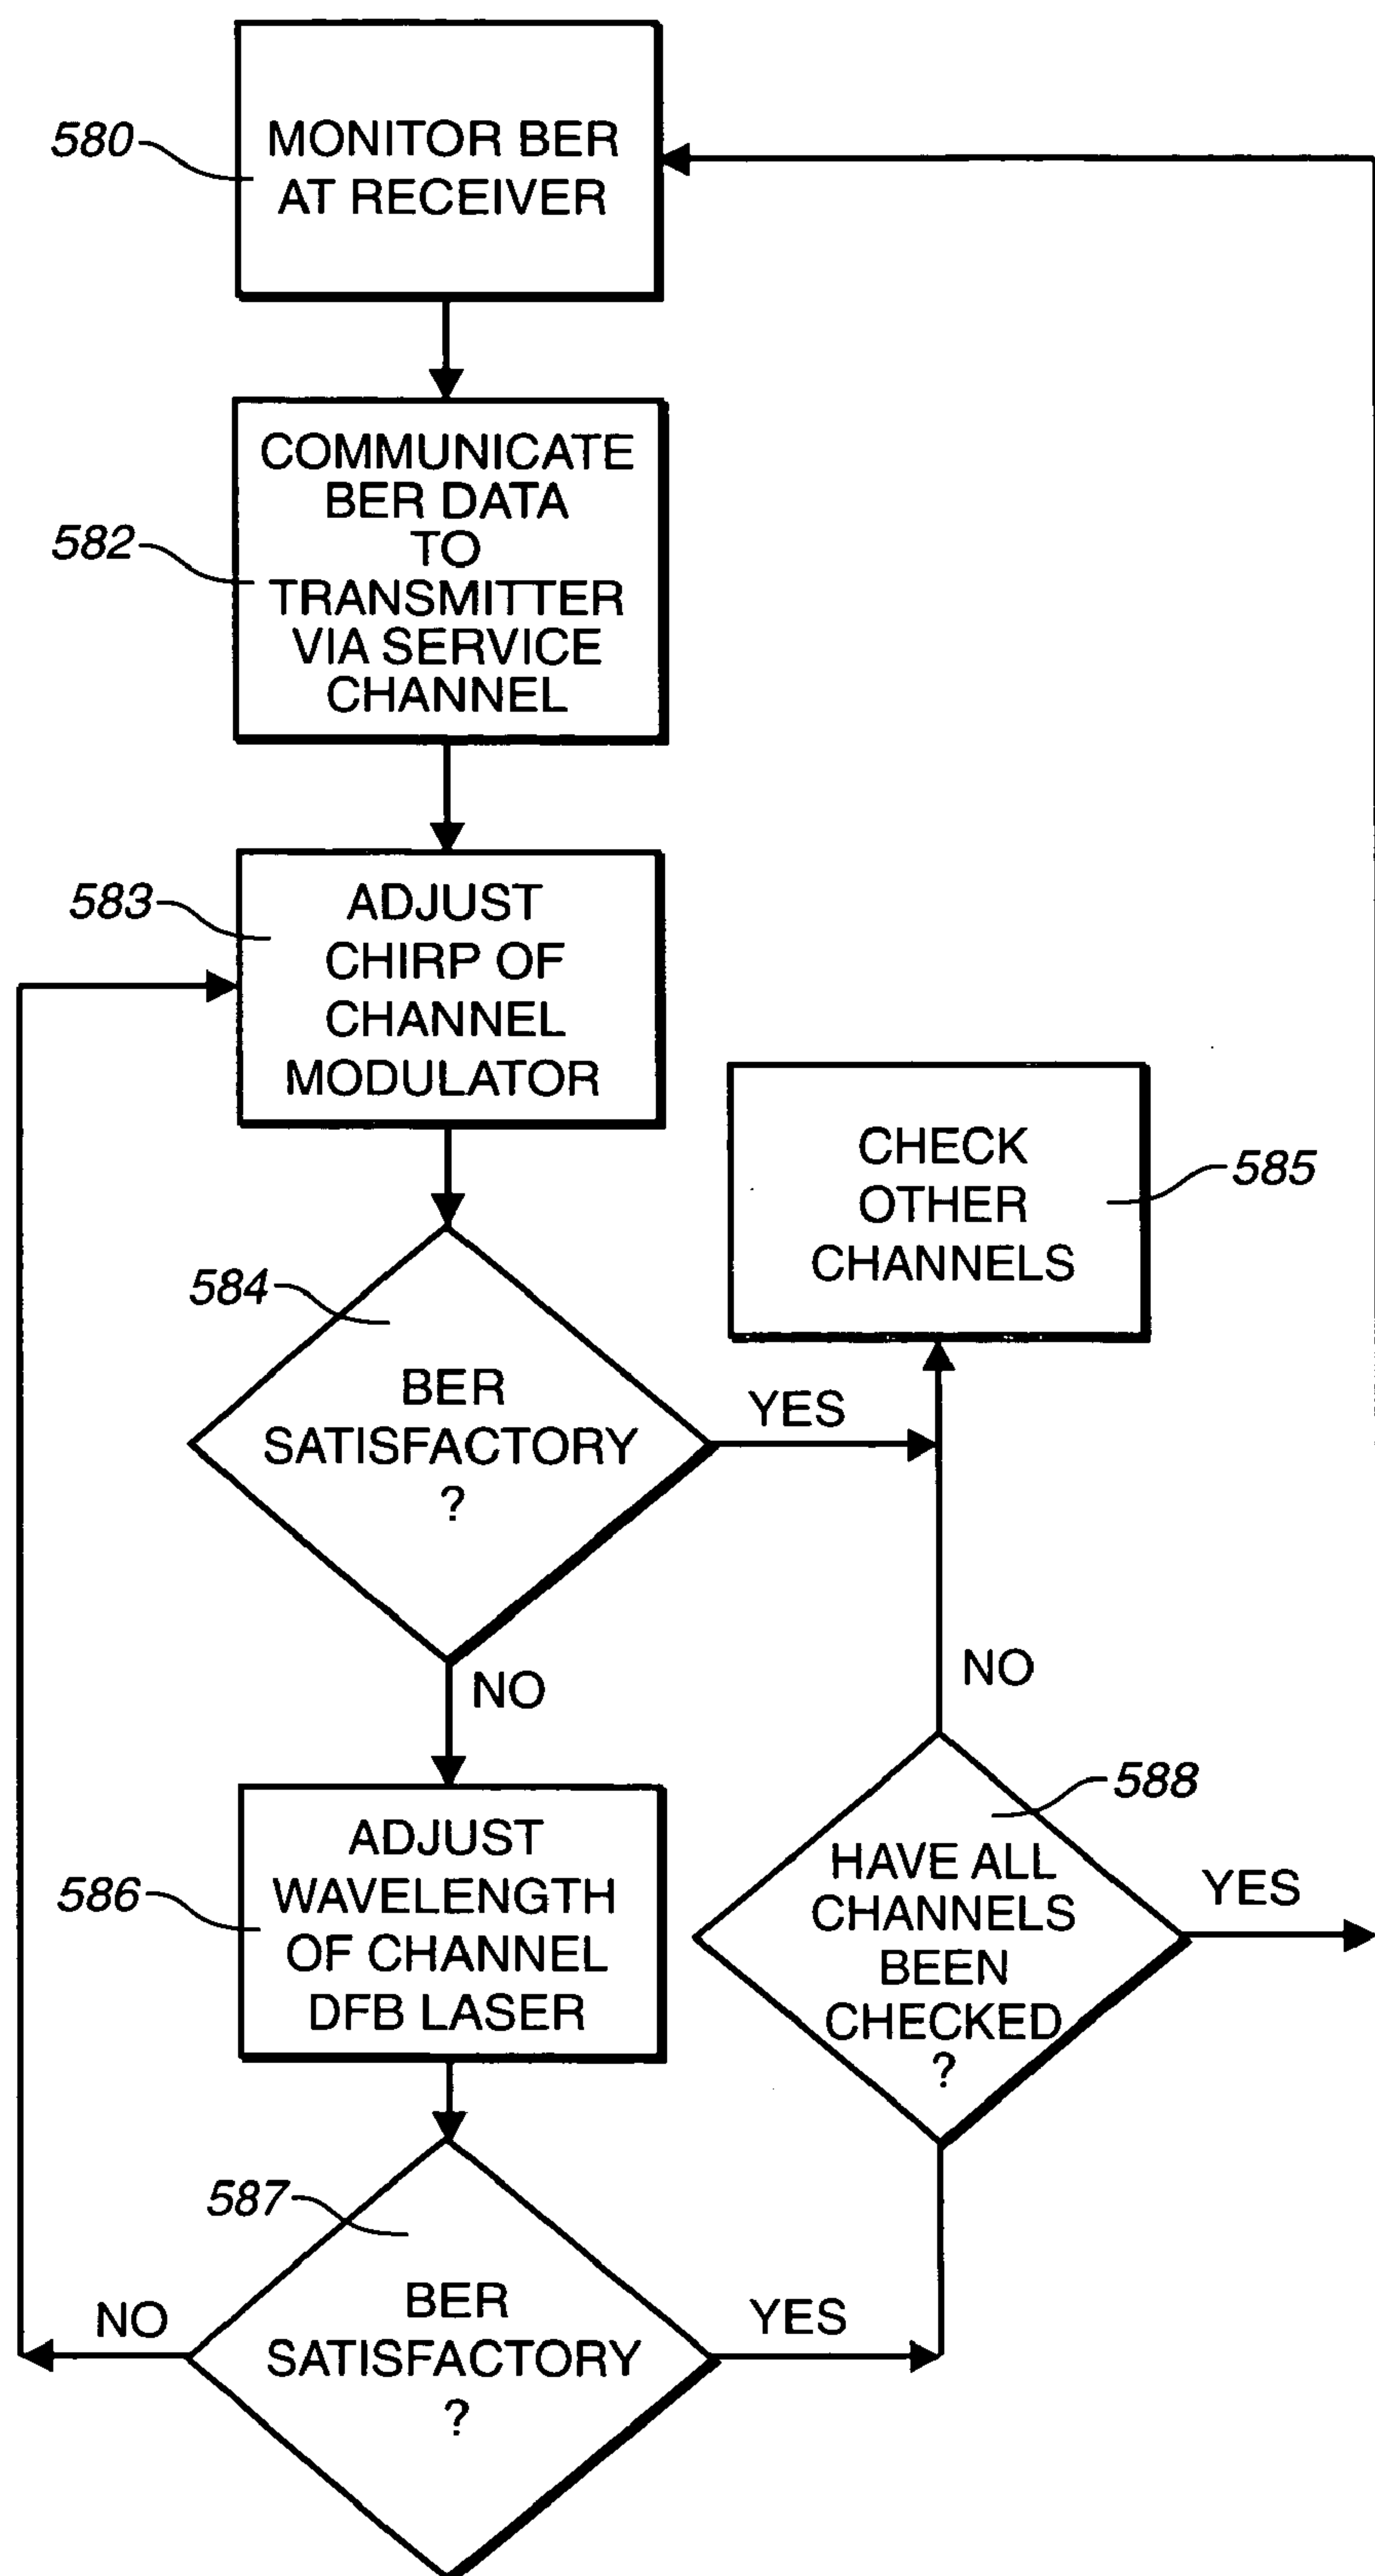 580
MONITOR BER
AT RECEIVER
582
COMMUNICATE
BER DATA
TO
TRANSMITTER
VIA SERVICE
CHANNEL
583
ADJUST
CHIRP OF
CHANNEL
MODULATOR
CHECK
OTHER
CHANNELS
585
584
BER
SATISFACTORY
?
YES
NO
NO
588
HAVE ALL
CHANNELS
BEEN
CHECKED
?
YES
586
ADJUST
WAVELENGTH
OF CHANNEL
DFB LASER
587
BER
SATISFACTORY
?
NO
YES